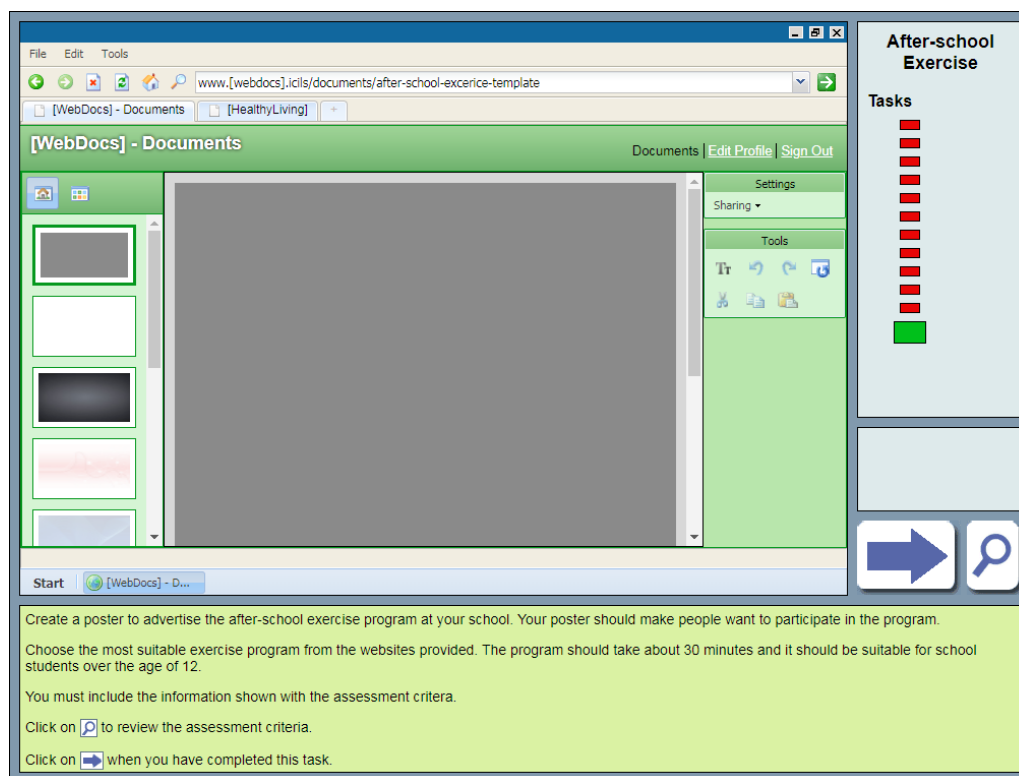 File Edit Tools
www.[webdocs].icils/documents/after-school-excerice-template
[WebDocs] - Documents [HealthyLiving] +
[WebDocs] - Documents
Documents | Edit Profile | Sign Out
Settings
Sharing
Tools
Tr
Start [WebDocs] - D...
After-school
Exercise
Tasks
Create a poster to advertise the after-school exercise program at your school. Your poster should make people want to participate in the program.
Choose the most suitable exercise program from the websites provided. The program should take about 30 minutes and it should be suitable for school
students over the age of 12.
You must include the information shown with the assessment critera.
Click on to review the assessment criteria.
Click on when you have completed this task.